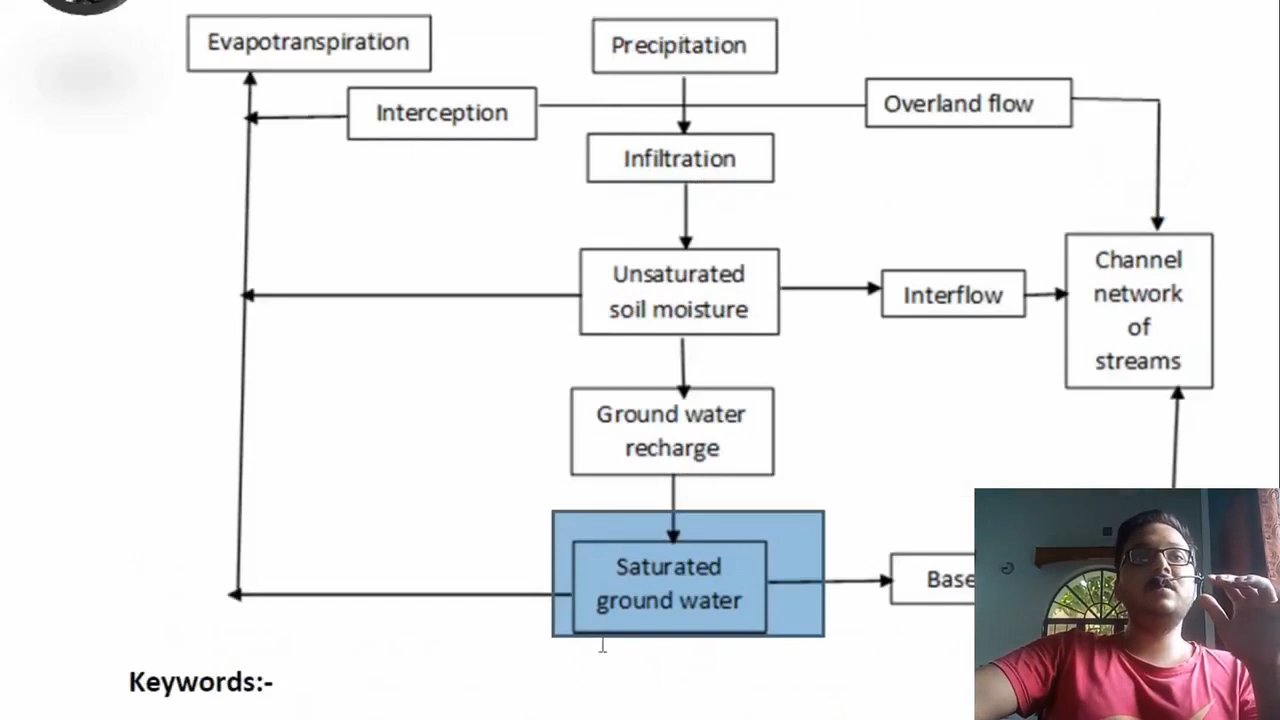 Evapotranspiration
Precipitation
Interception
Overland flow
Infiltration
Unsaturated
soil moisture
Interflow
Channel
network
of
streams
Ground water
recharge
Saturated
ground water
Base
Keywords:-